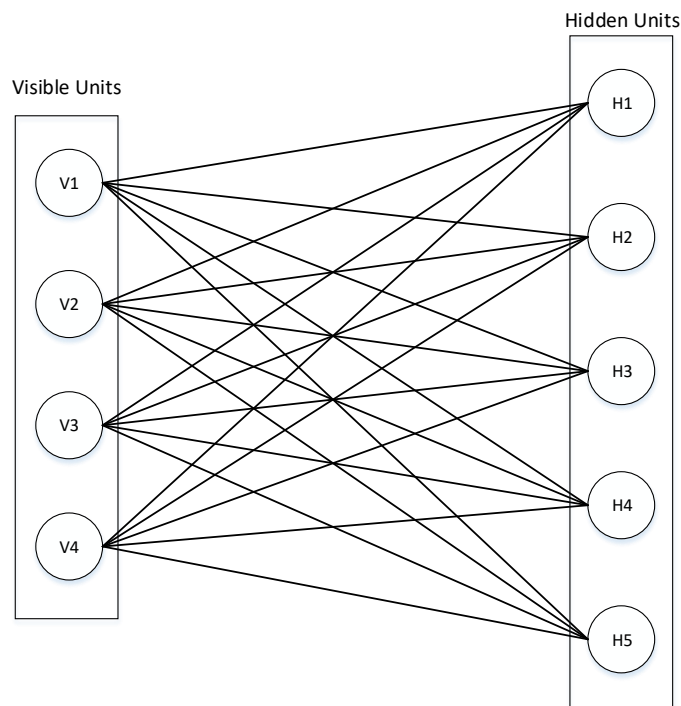 Hidden Units
Visible Units
H1
V1
H2
V2
H3
V3
H4
V4
H5